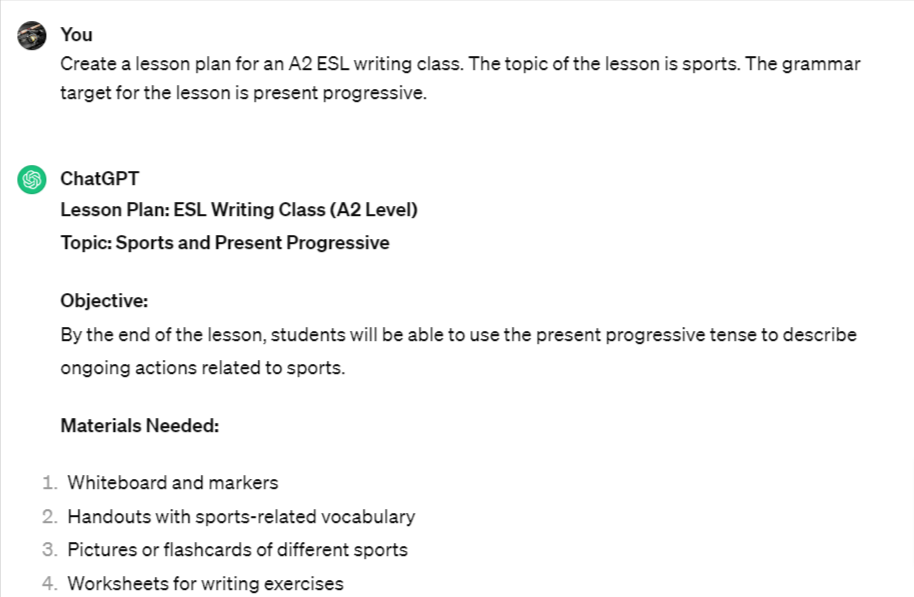 You
Create a lesson plan for an A2 ESL writing class. The topic of the lesson is sports. The grammar
target for the lesson is present progressive.
ChatGPT
Lesson Plan: ESL Writing Class (A2 Level)
Topic: Sports and Present Progressive
Objective:
By the end of the lesson, students will be able to use the present progressive tense to describe
ongoing actions related to sports.
Materials Needed:
1. Whiteboard and markers
2. Handouts with sports-related vocabulary
3. Pictures or flashcards of different sports
4. Worksheets for writing exercises